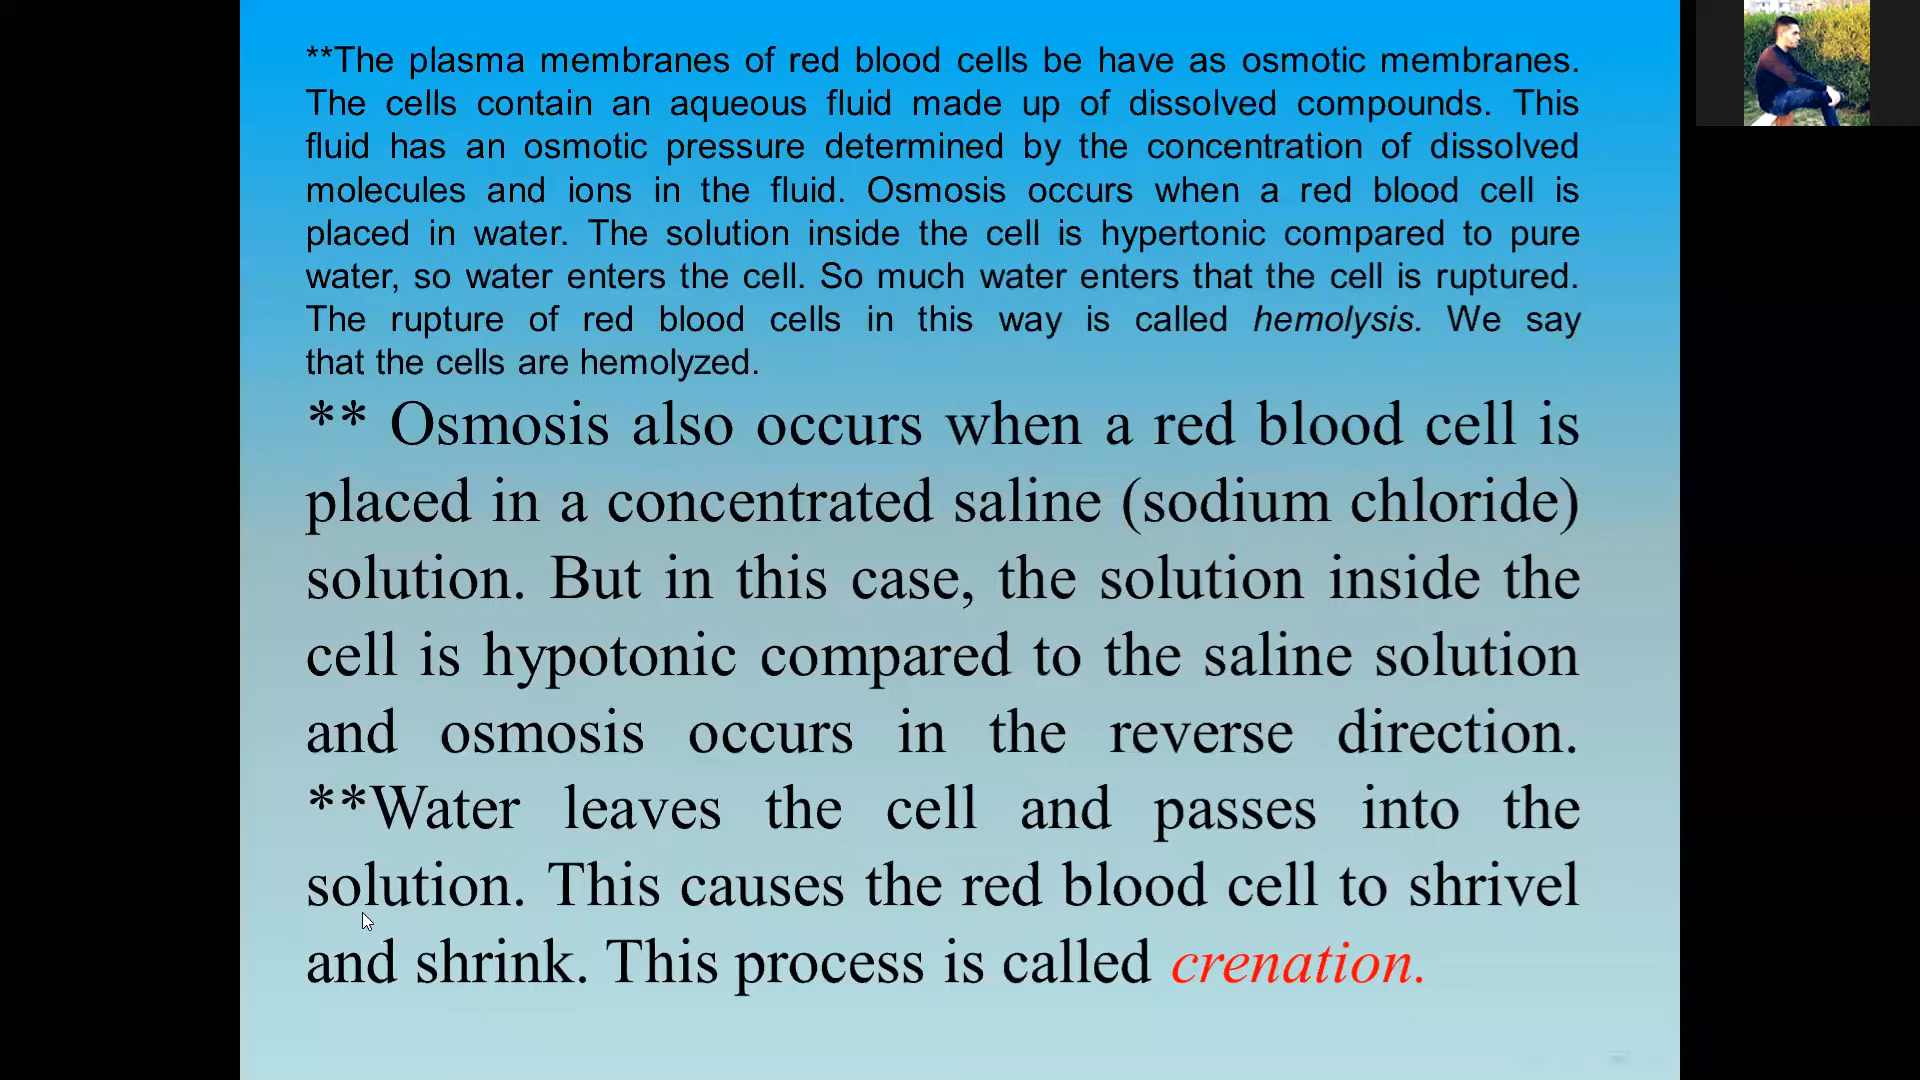 **The plasma membranes of red blood cells be have as osmotic membranes.
The cells contain an aqueous fluid made up of dissolved compounds. This
fluid has an osmotic pressure determined by the concentration of dissolved
molecules and ions in the fluid. Osmosis occurs when a red blood cell is
placed in water. The solution inside the cell is hypertonic compared to pure
water, so water enters the cell. So much water enters that the cell is ruptured.
The rupture of red blood cells in this way is called hemolysis. We say
that the cells are hemolyzed.
** Osmosis also occurs when a red blood cell is
placed in a concentrated saline (sodium chloride)
solution. But in this case, the solution inside the
cell is hypotonic compared to the saline solution
and osmosis occurs in the reverse direction.
**Water leaves the cell and passes into the
solution. This causes the red blood cell to shrivel
and shrink. This process is called crenation.